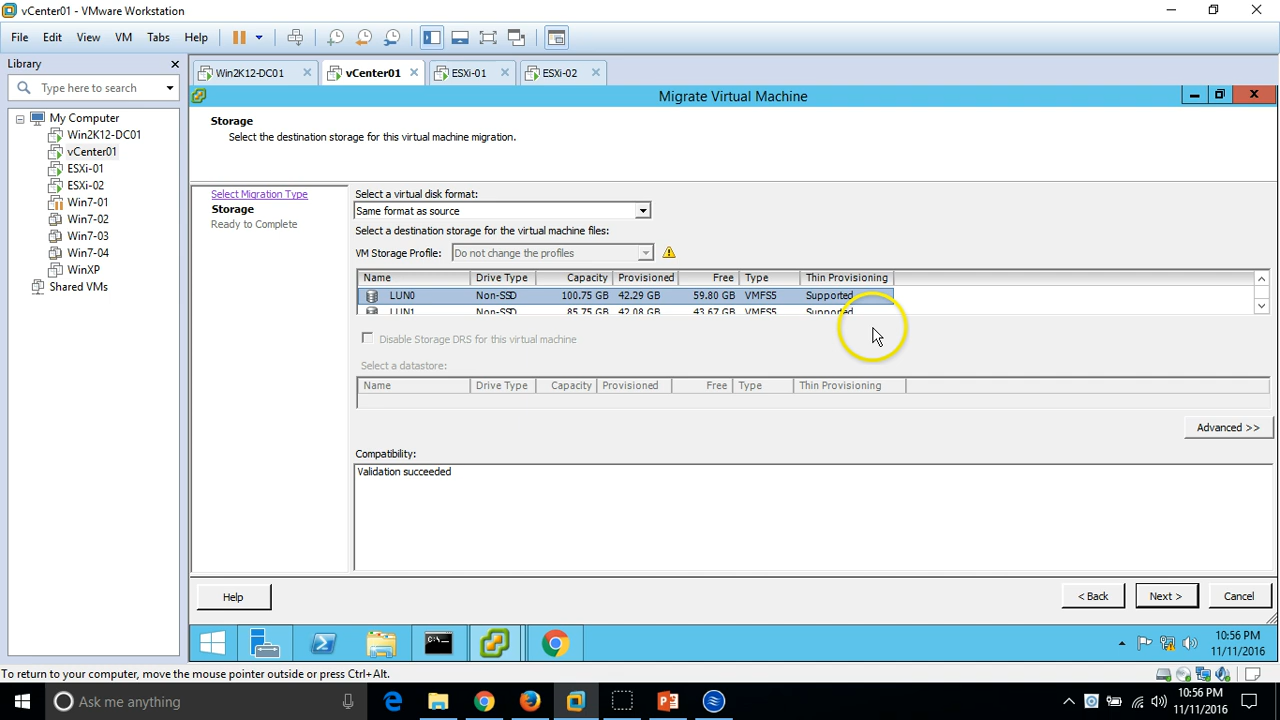 vCenter01 - VMware Workstation
File Edit View VM Tabs Help
Library
Type here to search
My Computer
Win2K12-DC01
vCenter01
ESXi-01
ESXi-02
Win7-01
Win7-02
Win7-03
Win7-04
WinXP
Shared VMs
Win2K12-DC01 vCenter01 ESXi-01 ESXi-02
Migrate Virtual Machine
Storage
Select the destination storage for this virtual machine migration.
Select Migration Type
Storage
Ready to Complete
Select a virtual disk format:
Same format as source
Select a destination storage for the virtual machine files:
VM Storage Profile: Do not change the profiles
Name Drive Type Capacity Provisioned Free Type Thin Provisioning
LUN0 Non-SSD 100.75 GB 42.29 GB 59.80 GB VMFS5 Supported
LUN1 Non-SSD 85.75 GB 42.08 GB 43.67 GB VMFS5 Supported
Disable Storage DRS for this virtual machine
Select a datastore:
Name Drive Type Capacity Provisioned Free Type Thin Provisioning
Advanced >>
Compatibility:
Validation succeeded
Help < Back Next > Cancel
10:56 PM
11/11/2016
To return to your computer, move the mouse pointer outside or press Ctrl+Alt.
Ask me anything
10:56 PM
11/11/2016